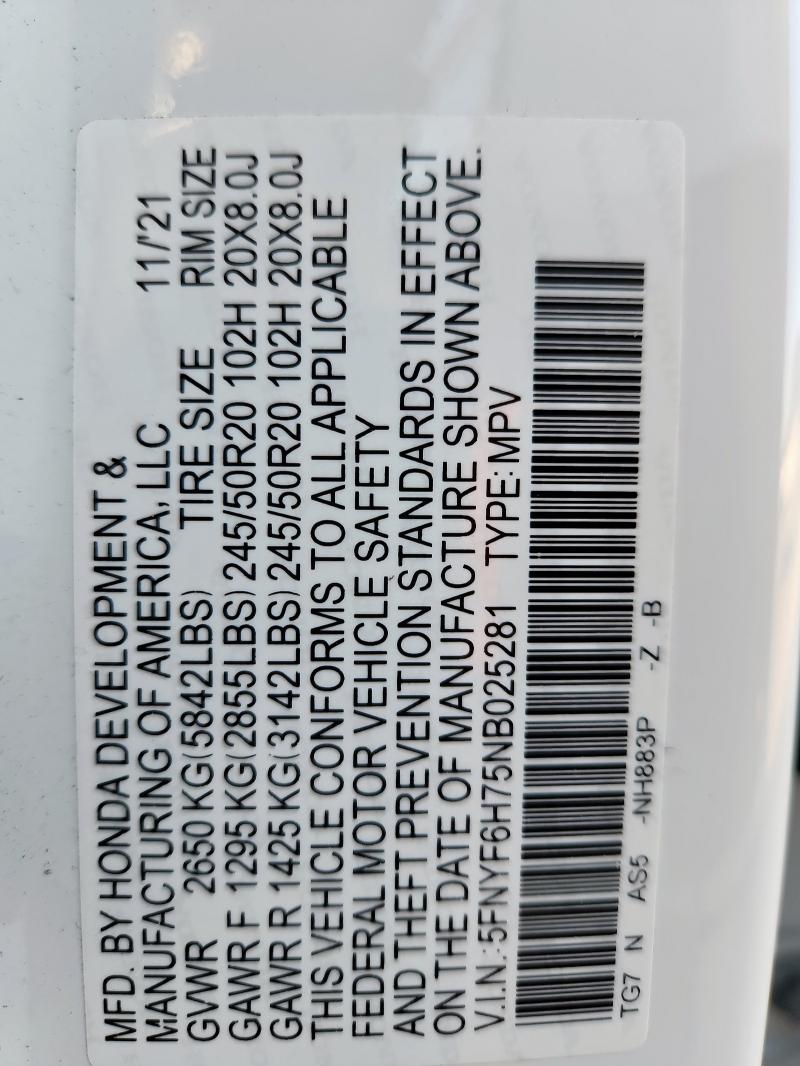 MFD. BY HONDA DEVELOPMENT &
MANUFACTURING OF AMERICA, LLC 11/'21
GVWR 2650 KG(5842LBS) TIRE SIZE RIM SIZE
GAWR F 1295 KG(2855LBS) 245/50R20 102H 20X8.0J
GAWR R 1425 KG(3142LBS) 245/50R20 102H 20X8.0J
THIS VEHICLE CONFORMS TO ALL APPLICABLE
FEDERAL MOTOR VEHICLE SAFETY
AND THEFT PREVENTION STANDARDS IN EFFECT
ON THE DATE OF MANUFACTURE SHOWN ABOVE.
V.I.N.:5FNYF6H75NB025281 TYPE:MPV
TG7 N AS5 -NH883P -Z -B